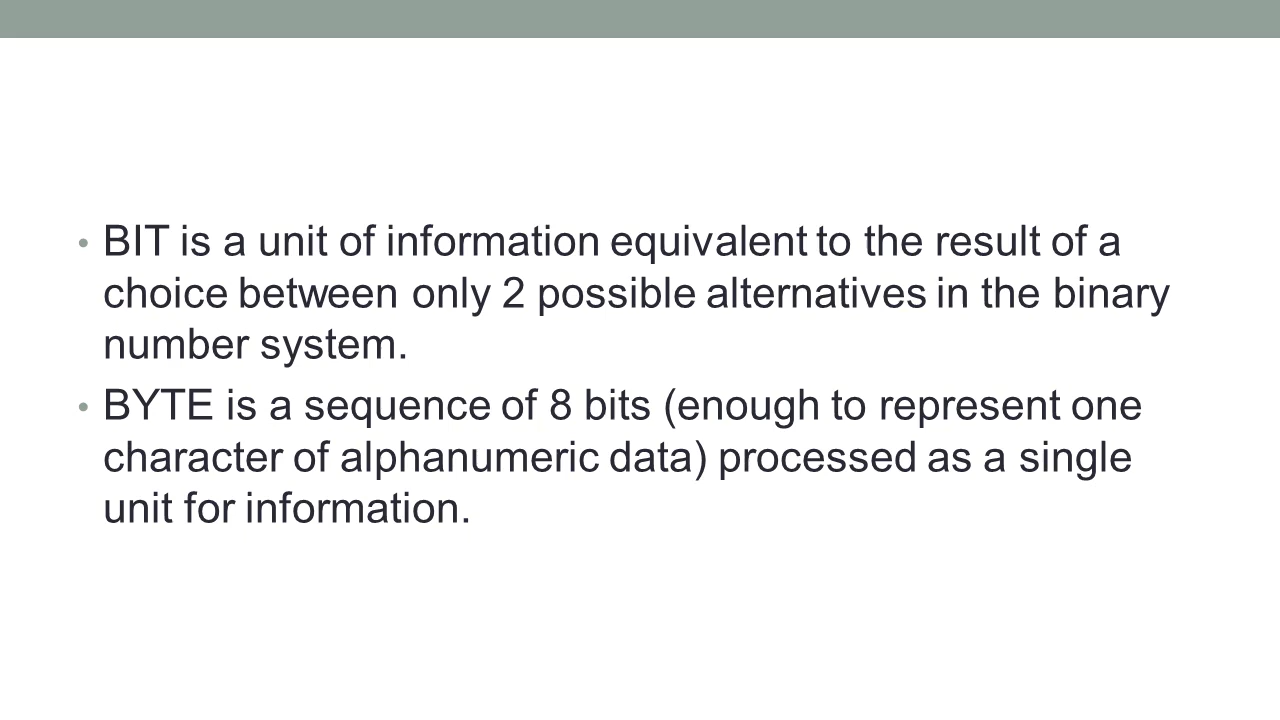 • BIT is a unit of information equivalent to the result of a
choice between only 2 possible alternatives in the binary
number system.
• BYTE is a sequence of 8 bits (enough to represent one
character of alphanumeric data) processed as a single
unit for information.